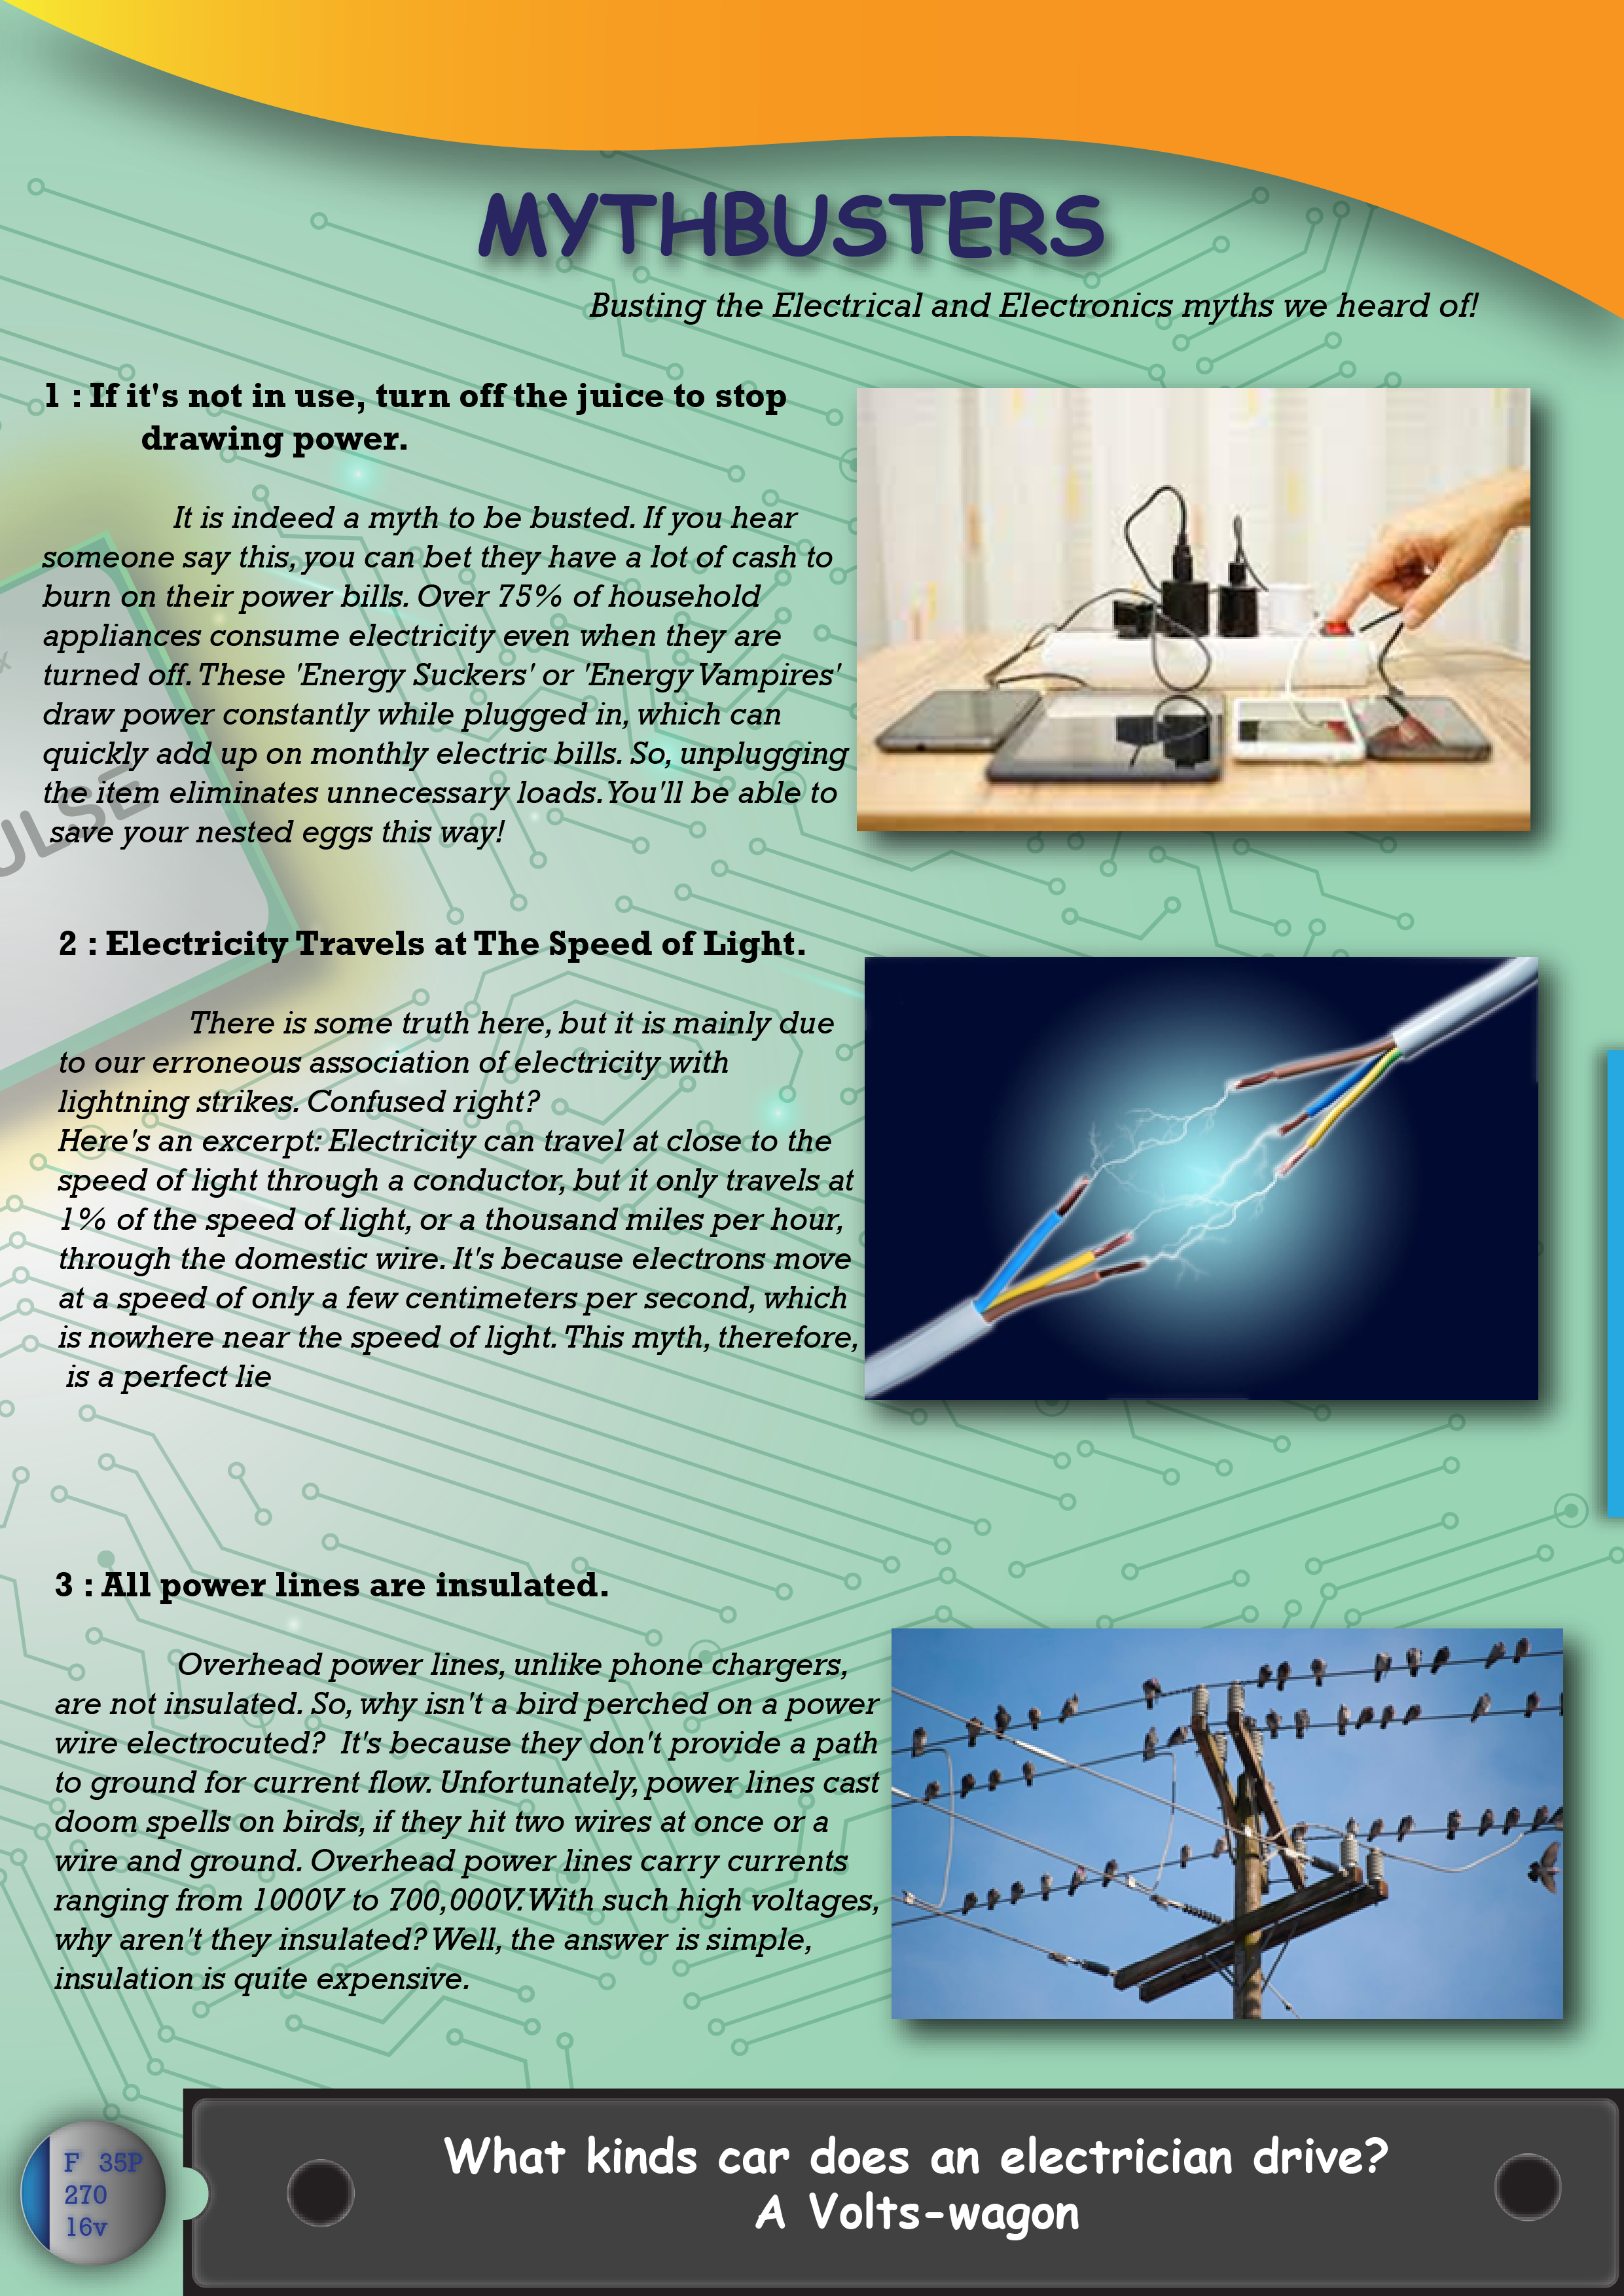 MYTHBUSTERS
Busting the Electrical and Electronics myths we heard of!
1 : If it's not in use, turn off the juice to stop
drawing power.
It is indeed a myth to be busted. If you hear
someone say this, you can bet they have a lot of cash to
burn on their power bills. Over 75% of household
appliances consume electricity even when they are
turned off. These 'Energy Suckers' or 'Energy Vampires'
draw power constantly while plugged in, which can
quickly add up on monthly electric bills. So, unplugging
the item eliminates unnecessary loads. You'll be able to
save your nested eggs this way!
ULSE
2 : Electricity Travels at The Speed of Light.
There is some truth here, but it is mainly due
to our erroneous association of electricity with
lightning strikes. Confused right?
Here's an excerpt: Electricity can travel at close to the
speed of light through a conductor, but it only travels at
1% of the speed of light, or a thousand miles per hour,
through the domestic wire. It's because electrons move
at a speed of only a few centimeters per second, which
is nowhere near the speed of light. This myth, therefore,
is a perfect lie
3 : All power lines are insulated.
Overhead power lines, unlike phone chargers,
are not insulated. So, why isn't a bird perched on a power
wire electrocuted? It's because they don't provide a path
to ground for current flow. Unfortunately, power lines cast
doom spells on birds, if they hit two wires at once or a
wire and ground. Overhead power lines carry currents
ranging from 1000V to 700,000V. With such high voltages,
why aren't they insulated? Well, the answer is simple,
insulation is quite expensive.
What kinds car does an electrician drive?
A Volts-wagon
F 35P
270
16v